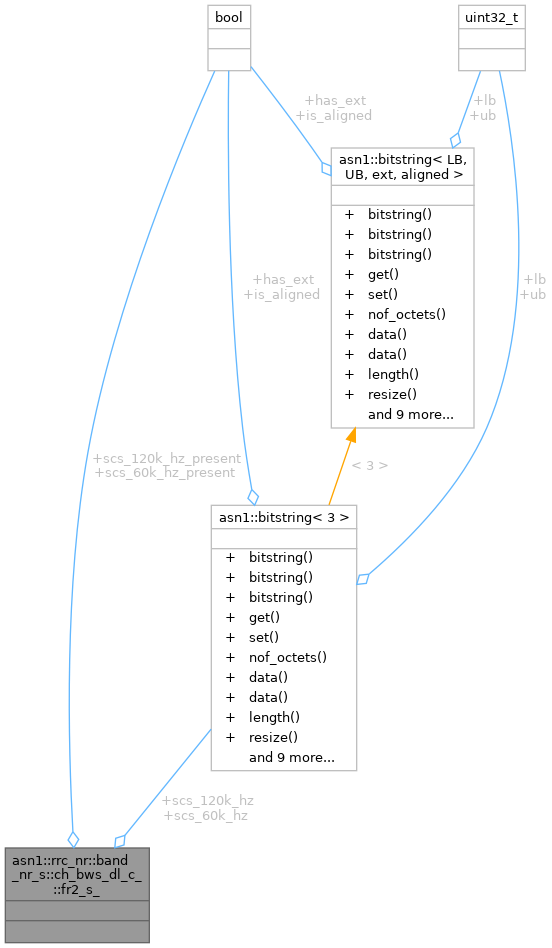 bool
uint32_t
+has_ext
+is_aligned
+lb
+ub
asn1::bitstring< LB,
UB, ext, aligned >
+ bitstring()
+ bitstring()
+ bitstring()
+ get()
+ set()
+ nof_octets()
+ data()
+ data()
+ length()
+ resize()
and 9 more...
+has_ext
+is_aligned
+lb
+ub
+scs_120k_hz_present
+scs_60k_hz_present
< 3 >
asn1::bitstring< 3 >
+ bitstring()
+ bitstring()
+ bitstring()
+ get()
+ set()
+ nof_octets()
+ data()
+ data()
+ length()
+ resize()
and 9 more...
+scs_120k_hz
+scs_60k_hz
asn1::rrc_nr::band
_nr_s::ch_bws_dl_c_
::fr2_s_